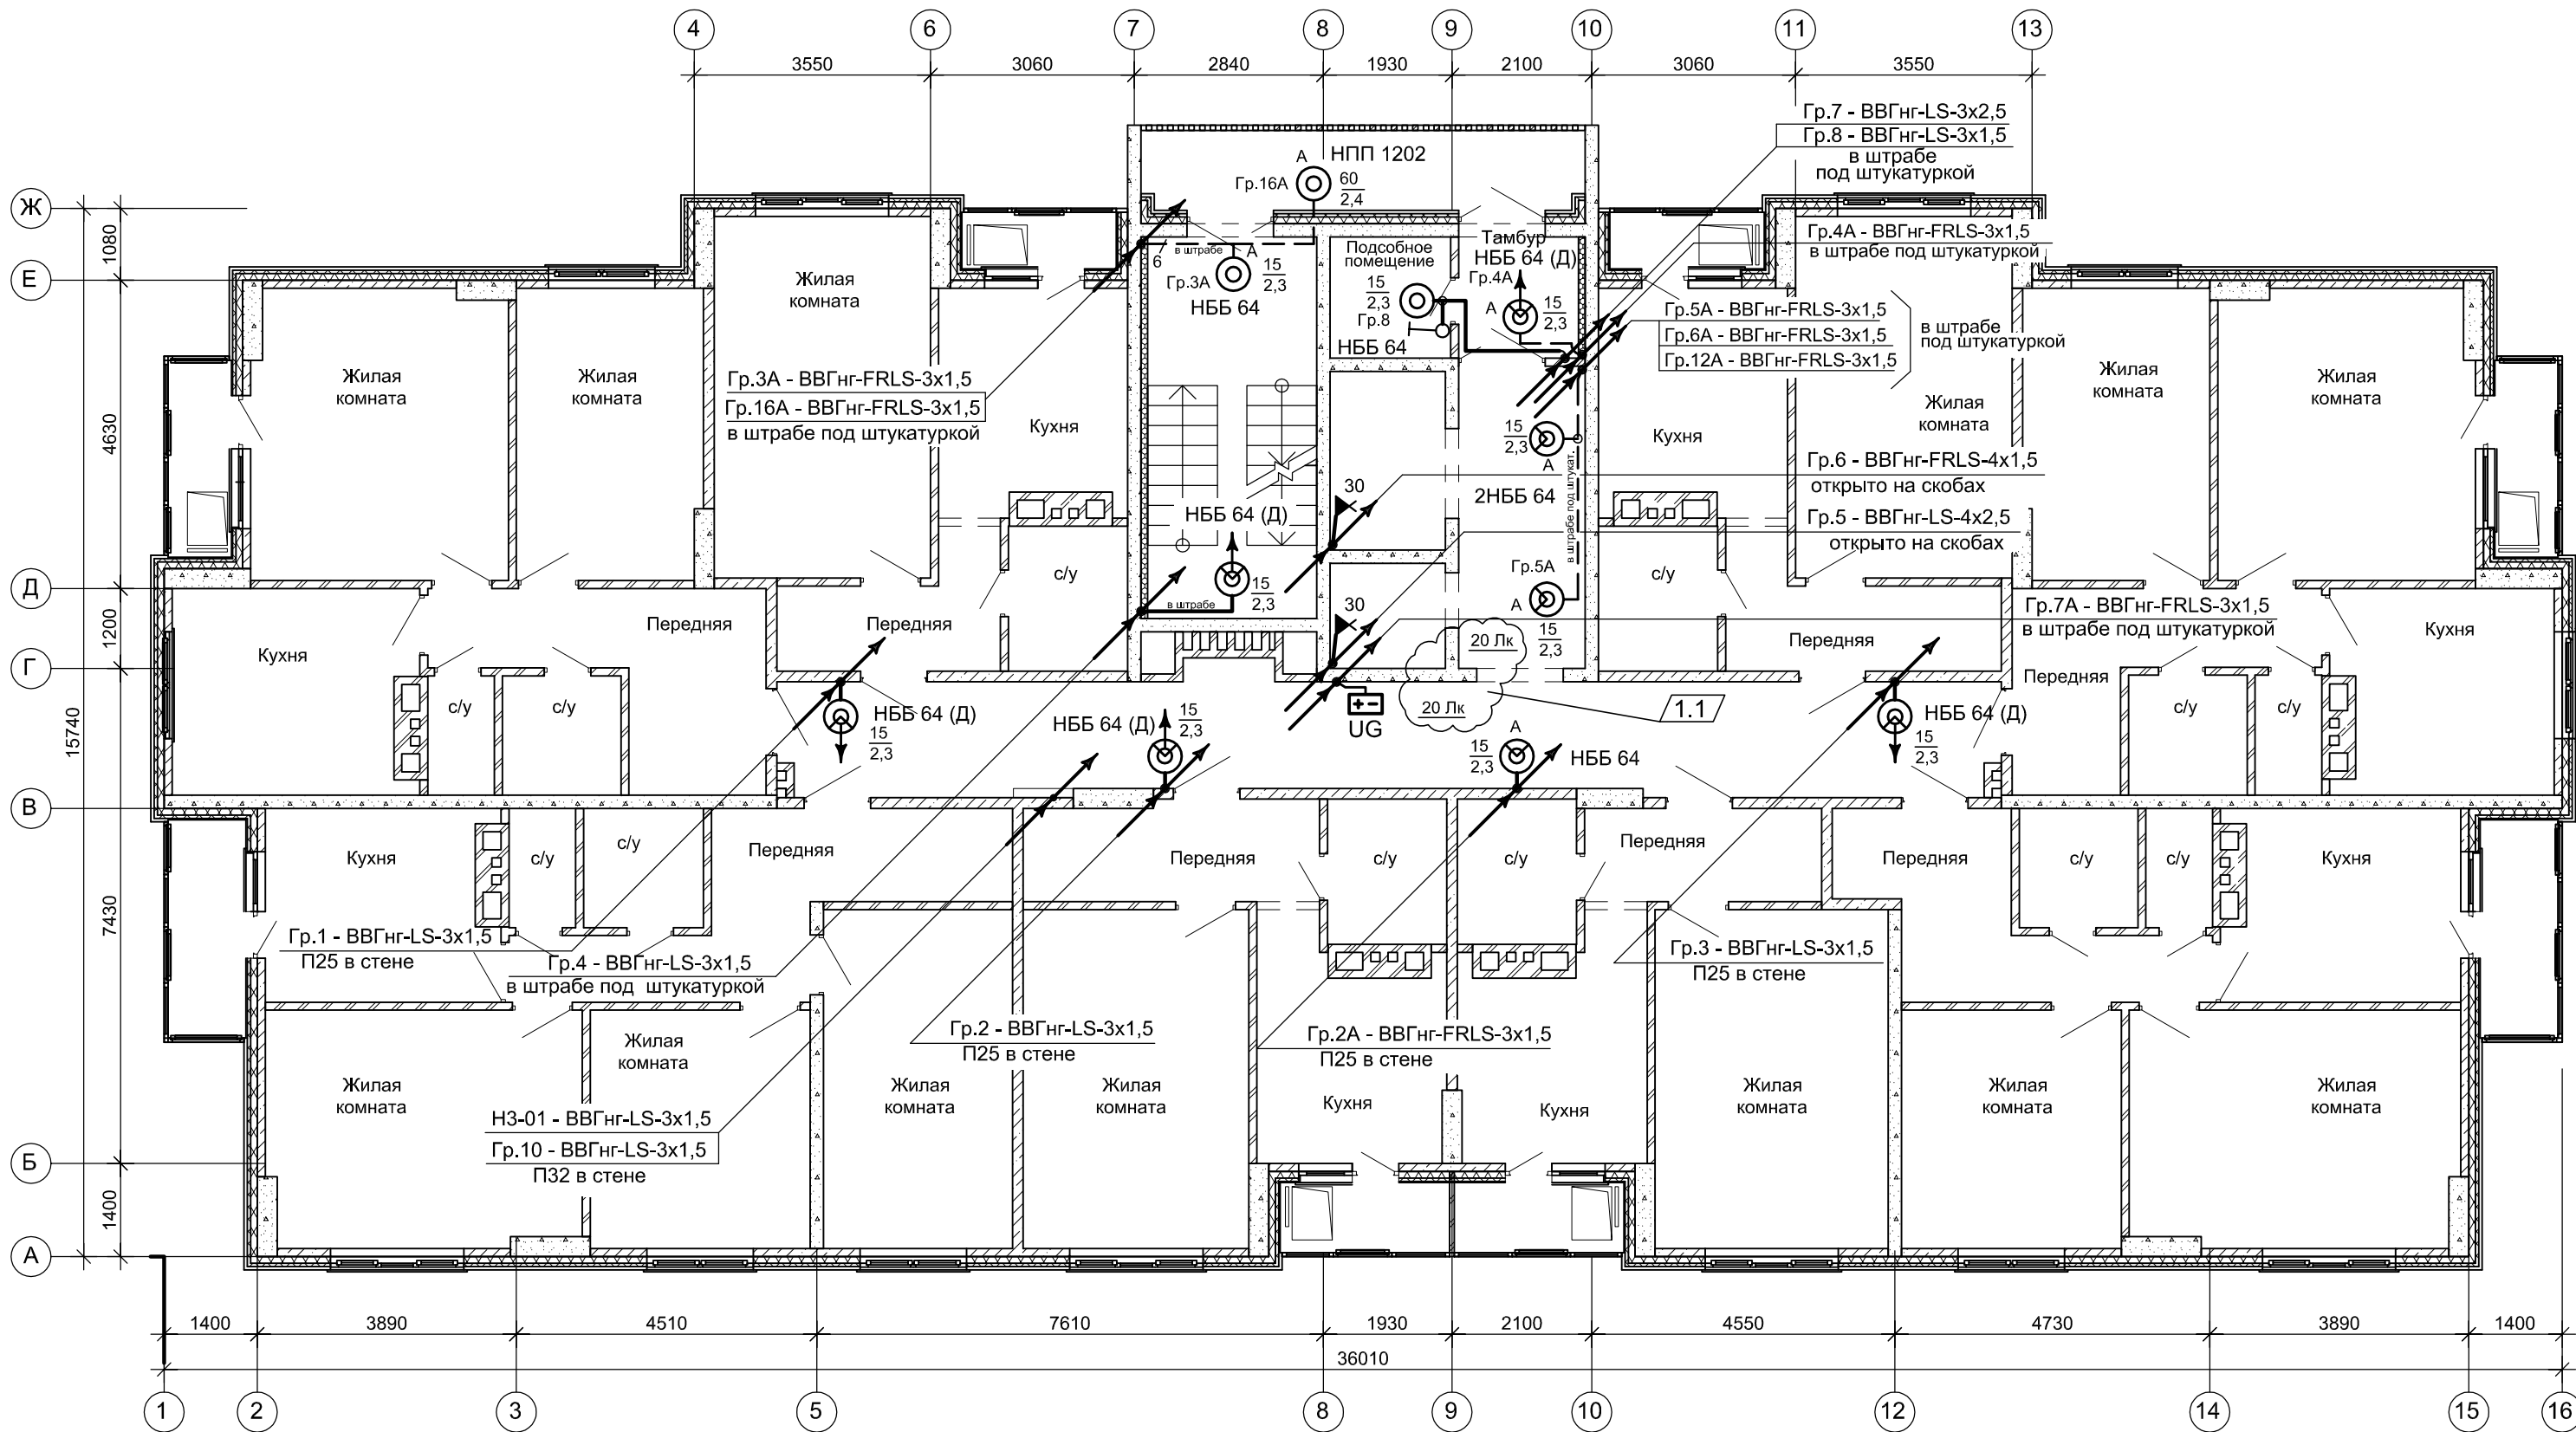 4 6 7 8 9 10 11 13
3550 3060 2840 1930 2100 3060 3550
Гр.7 - ВВГнг-LS-3х2,5
Гр.8 - ВВГнг-LS-3х1,5
в штрабе
под штукатуркой
А
НПП 1202
Гр.16А
60
2,4
Ж
1080
Е
Гр.4А - ВВГнг-FRLS-3х1,5
в штрабе под штукатуркой
Тамбур
НББ 64 (Д)
Гр.4А
А
15
2,3
Подсобное
помещение
15
2,3
Гр.8
НББ 64
6
в штрабе
А
Гр.3А
15
2,3
НББ 64
Жилая
комната
Гр.5А - ВВГнг-FRLS-3х1,5
Гр.6А - ВВГнг-FRLS-3х1,5
Гр.12А - ВВГнг-FRLS-3х1,5
в штрабе
под штукатуркой
Жилая
комната
Жилая
комната
Гр.3А - ВВГнг-FRLS-3х1,5
Гр.16А - ВВГнг-FRLS-3х1,5
в штрабе под штукатуркой
Кухня
Кухня
Жилая
комната
Жилая
комната
Жилая
комната
4630
15
2,3
А
2НББ 64
в штрабе под штукат.
Гр.6 - ВВГнг-FRLS-4х1,5
открыто на скобах
Гр.5 - ВВГнг-LS-4х2,5
открыто на скобах
30
НББ 64 (Д)
15
2,3
в штрабе
с/у
с/у
Гр.5А
А
15
2,3
Д
1200
Г
15740
Гр.7А - ВВГнг-FRLS-3х1,5
в штрабе под штукатуркой
30
20 Лк
20 Лк
1.1
UG
Кухня
Передняя
Передняя
Передняя
Передняя
Кухня
с/у
с/у
с/у
с/у
НББ 64 (Д)
15
2,3
НББ 64 (Д)
15
2,3
А
15
2,3
НББ 64
НББ 64 (Д)
15
2,3
В
7430
Кухня
с/у
с/у
Передняя
Передняя
с/у
с/у
Передняя
Передняя
с/у
с/у
Кухня
Гр.1 - ВВГнг-LS-3х1,5
П25 в стене
Гр.4 - ВВГнг-LS-3х1,5
в штрабе под штукатуркой
Гр.3 - ВВГнг-LS-3х1,5
П25 в стене
Гр.2 - ВВГнг-LS-3х1,5
П25 в стене
Гр.2А - ВВГнг-FRLS-3х1,5
П25 в стене
Жилая
комната
Жилая
комната
Жилая
комната
Жилая
комната
Кухня
Кухня
Жилая
комната
Жилая
комната
Жилая
комната
Н3-01 - ВВГнг-LS-3х1,5
Гр.10 - ВВГнг-LS-3х1,5
П32 в стене
Б
1400
А
1400 3890 4510 7610 1930 2100 4550 4730 3890 1400
36010
1 2 3 5 8 9 10 12 14 15 16